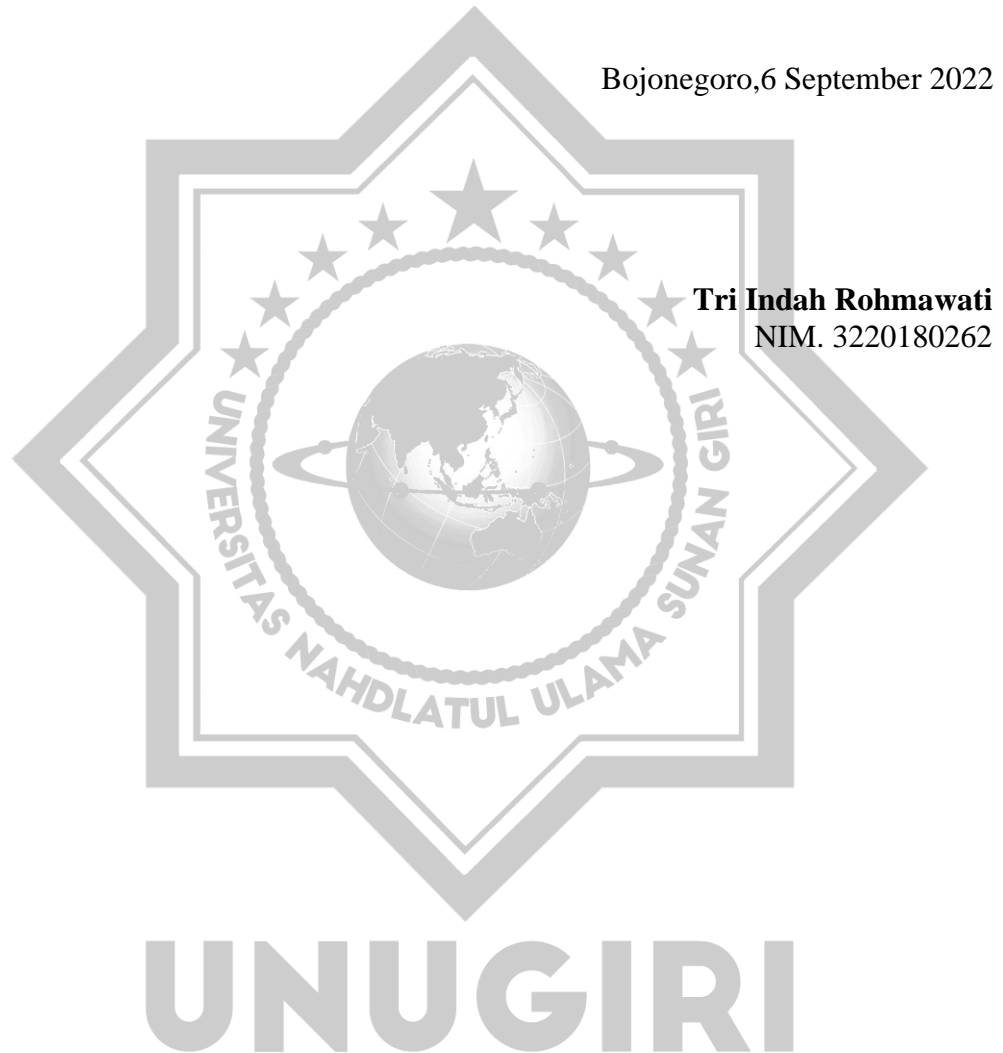 Bojonegoro,6 September 2022
Tri Indah Rohmawati
NIM. 3220180262
UNIVERSITAS NAHDLATUL ULAMA SUNAN GIRI
UNUGIRI